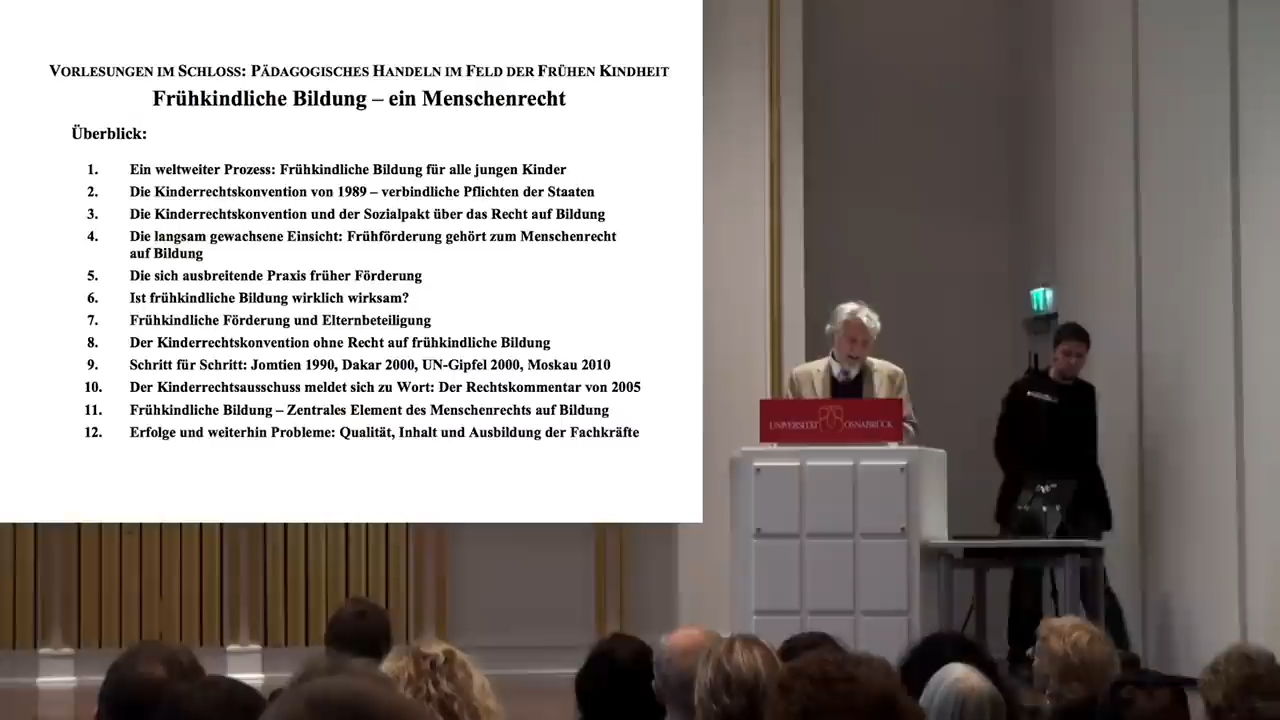 VORLESUNGEN IM SCHLOSS: PÄDAGOGISCHES HANDELN IM FELD DER FRÜHEN KINDHEIT
Frühkindliche Bildung – ein Menschenrecht
Überblick:
1. Ein weltweiter Prozess: Frühkindliche Bildung für alle jungen Kinder
2. Die Kinderrechtskonvention von 1989 – verbindliche Pflichten der Staaten
3. Die Kinderrechtskonvention und der Sozialpakt über das Recht auf Bildung
4. Die langsam gewachsene Einsicht: Frühförderung gehört zum Menschenrecht
auf Bildung
5. Die sich ausbreitende Praxis früher Förderung
6. Ist frühkindliche Bildung wirklich wirksam?
7. Frühkindliche Förderung und Elternbeteiligung
8. Der Kinderrechtskonvention ohne Recht auf frühkindliche Bildung
9. Schritt für Schritt: Jomtien 1990, Dakar 2000, UN-Gipfel 2000, Moskau 2010
10. Der Kinderrechtsausschuss meldet sich zu Wort: Der Rechtskommentar von 2005
11. Frühkindliche Bildung – Zentrales Element des Menschenrechts auf Bildung
12. Erfolge und weiterhin Probleme: Qualität, Inhalt und Ausbildung der Fachkräfte
UNIVERSITÄT OSNABRÜCK